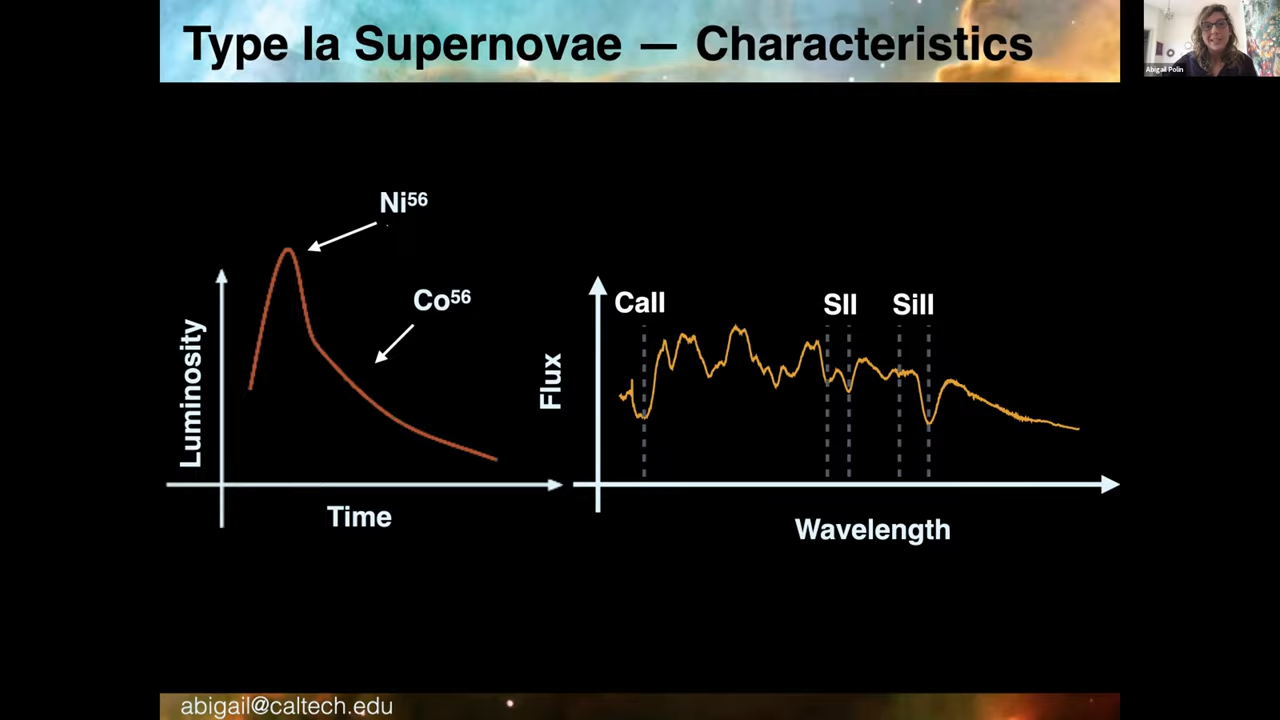 Type Ia Supernovae — Characteristics
Abigail Polin
Ni⁵⁶
Co⁵⁶
Luminosity
Time
CaII
SII
SiII
Flux
Wavelength
abigail@caltech.edu